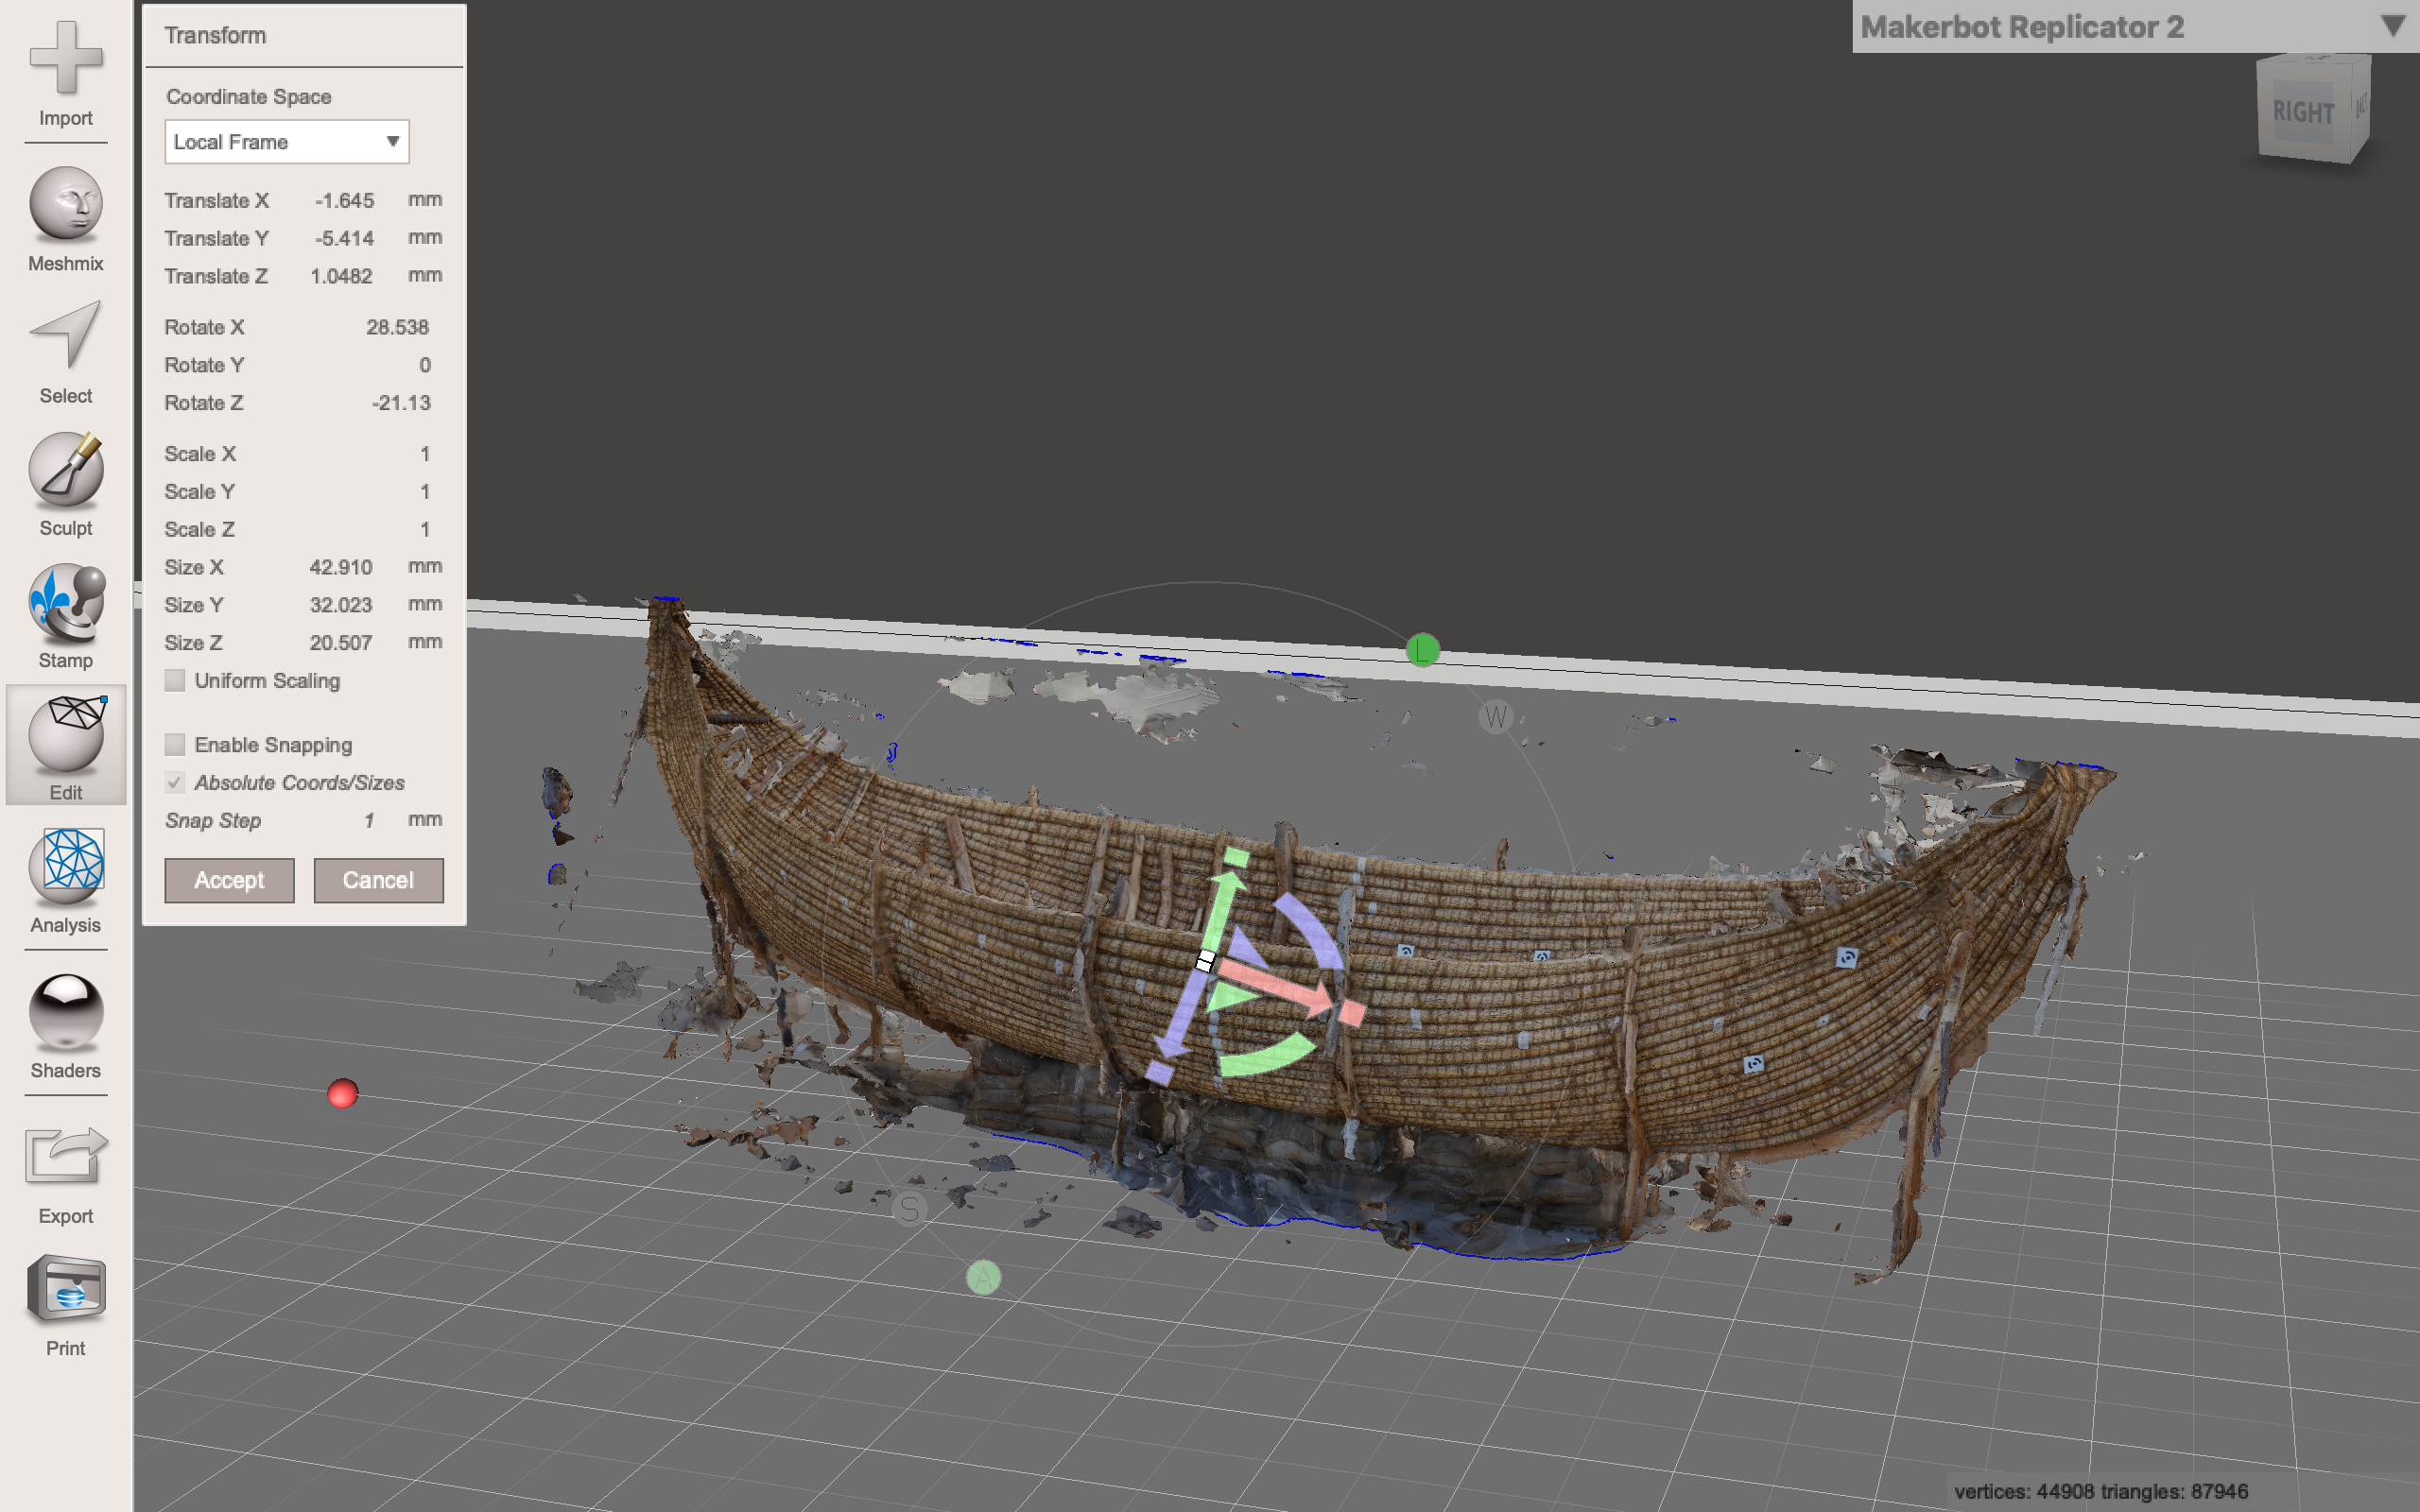 Import
Meshmix
Select
Sculpt
Stamp
Edit
Analysis
Shaders
Export
Print
Transform
Coordinate Space
Local Frame
Translate X -1.645 mm
Translate Y -5.414 mm
Translate Z 1.0482 mm
Rotate X 28.538
Rotate Y 0
Rotate Z -21.13
Scale X 1
Scale Y 1
Scale Z 1
Size X 42.910 mm
Size Y 32.023 mm
Size Z 20.507 mm
Uniform Scaling
Enable Snapping
Absolute Coords/Sizes
Snap Step 1 mm
Accept Cancel
Makerbot Replicator 2
RIGHT
L
W
S
A
vertices: 44908 triangles: 87946